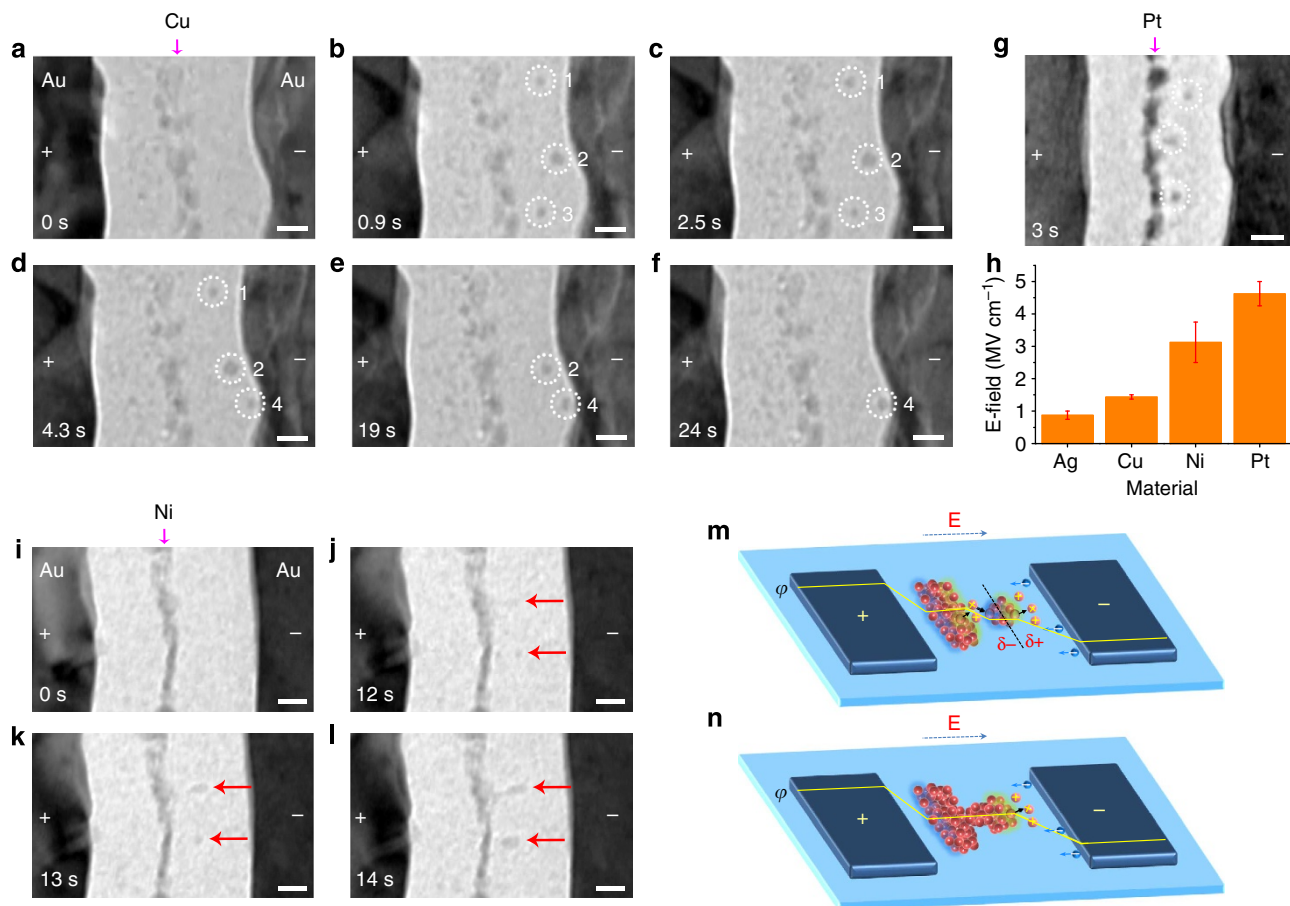 Cu
a
Au
Au
+
−
0 s
b
1
2
3
+
−
0.9 s
c
1
2
3
+
−
2.5 s
Pt
g
+
−
3 s
d
1
2
4
+
−
4.3 s
e
2
4
+
−
19 s
f
4
+
−
24 s
h
E-field (MV cm⁻¹)
5
4
3
2
1
0
Ag Cu Ni Pt
Material
Ni
i
Au
Au
+
−
0 s
j
+
−
12 s
k
+
−
13 s
l
+
−
14 s
m
E
φ
+
−
δ− δ+
n
E
φ
+
−